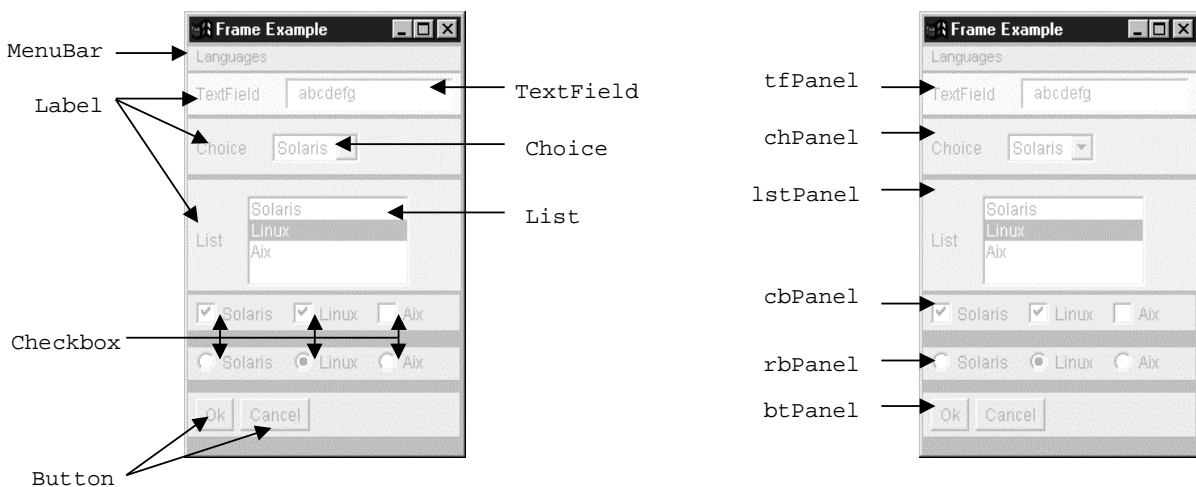 Frame Example
MenuBar
Languages
TextField abcdefg
TextField
Label
Choice Solaris
Choice
Solaris
Linux
Aix
List
List
Solaris Linux Aix
Checkbox
Solaris Linux Aix
Ok Cancel
Button
Frame Example
Languages
tfPanel
TextField abcdefg
chPanel
Choice Solaris
lstPanel
Solaris
Linux
Aix
List
cbPanel
Solaris Linux Aix
rbPanel
Solaris Linux Aix
btPanel
Ok Cancel